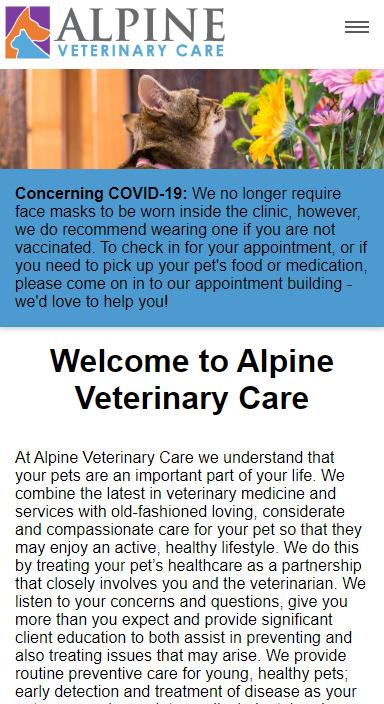 ALPINE
VETERINARY CARE
Concerning COVID-19: We no longer require
face masks to be worn inside the clinic, however,
we do recommend wearing one if you are not
vaccinated. To check in for your appointment, or if
you need to pick up your pet's food or medication,
please come on in to our appointment building -
we'd love to help you!
Welcome to Alpine
Veterinary Care
At Alpine Veterinary Care we understand that
your pets are an important part of your life. We
combine the latest in veterinary medicine and
services with old-fashioned loving, considerate
and compassionate care for your pet so that they
may enjoy an active, healthy lifestyle. We do this
by treating your pet’s healthcare as a partnership
that closely involves you and the veterinarian. We
listen to your concerns and questions, give you
more than you expect and provide significant
client education to both assist in preventing and
also treating issues that may arise. We provide
routine preventive care for young, healthy pets;
early detection and treatment of disease as your